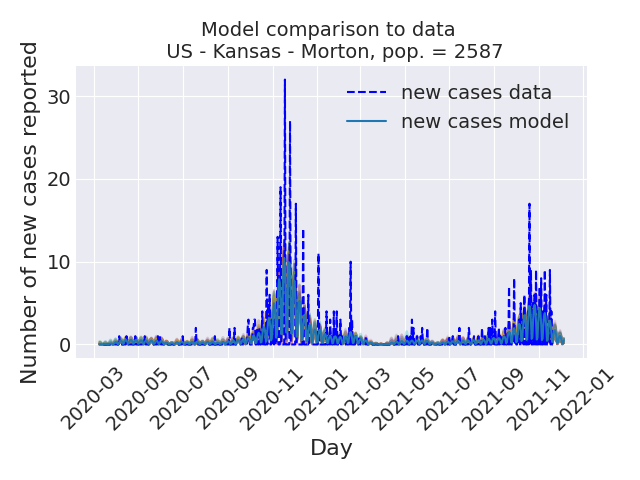 Model comparison to data
US - Kansas - Morton, pop. = 2587
Number of new cases reported
30
20
10
0
new cases data
new cases model
2020-03
2020-05
2020-07
2020-09
2020-11
2021-01
2021-03
2021-05
2021-07
2021-09
2021-11
2022-01
Day